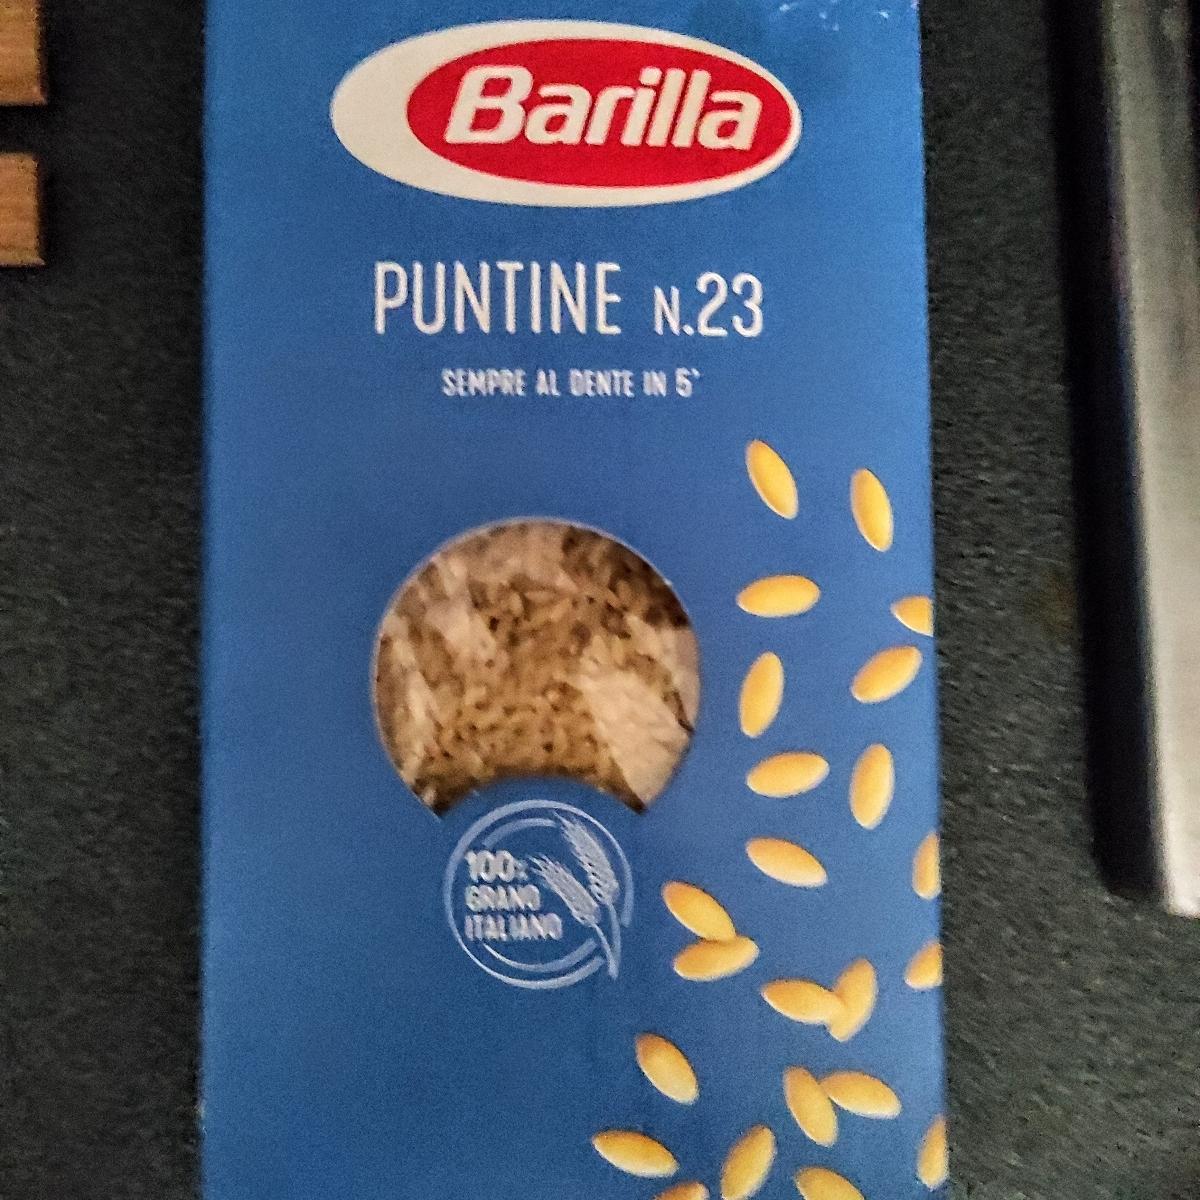 Barilla
PUNTINE N.23
SEMPRE AL DENTE IN 5'
100%
GRANO
ITALIANO